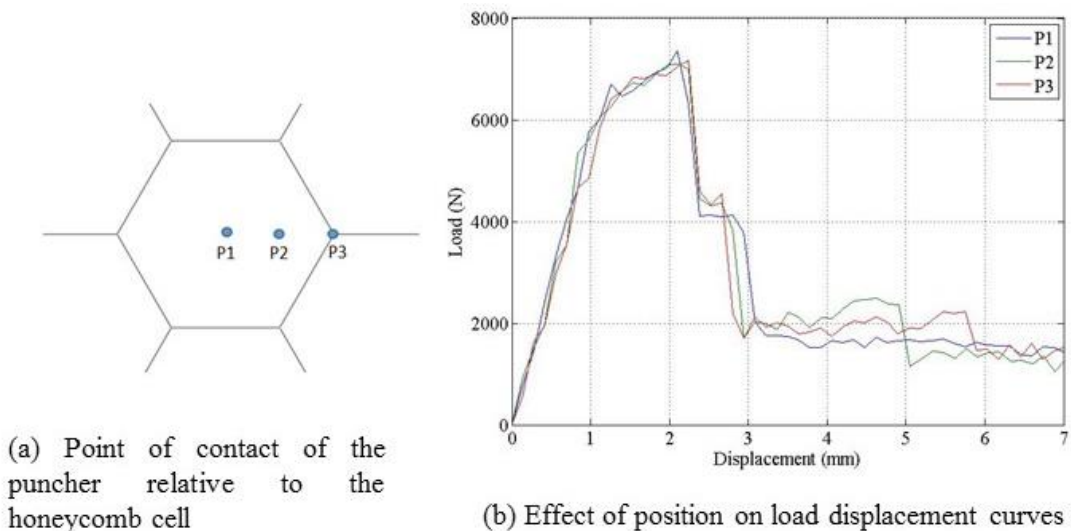 P1 P2 P3
(a) Point of contact of the
puncher relative to the
honeycomb cell
8000
6000
4000
2000
0
Load (N)
P1
P2
P3
0 1 2 3 4 5 6 7
Displacement (mm)
(b) Effect of position on load displacement curves